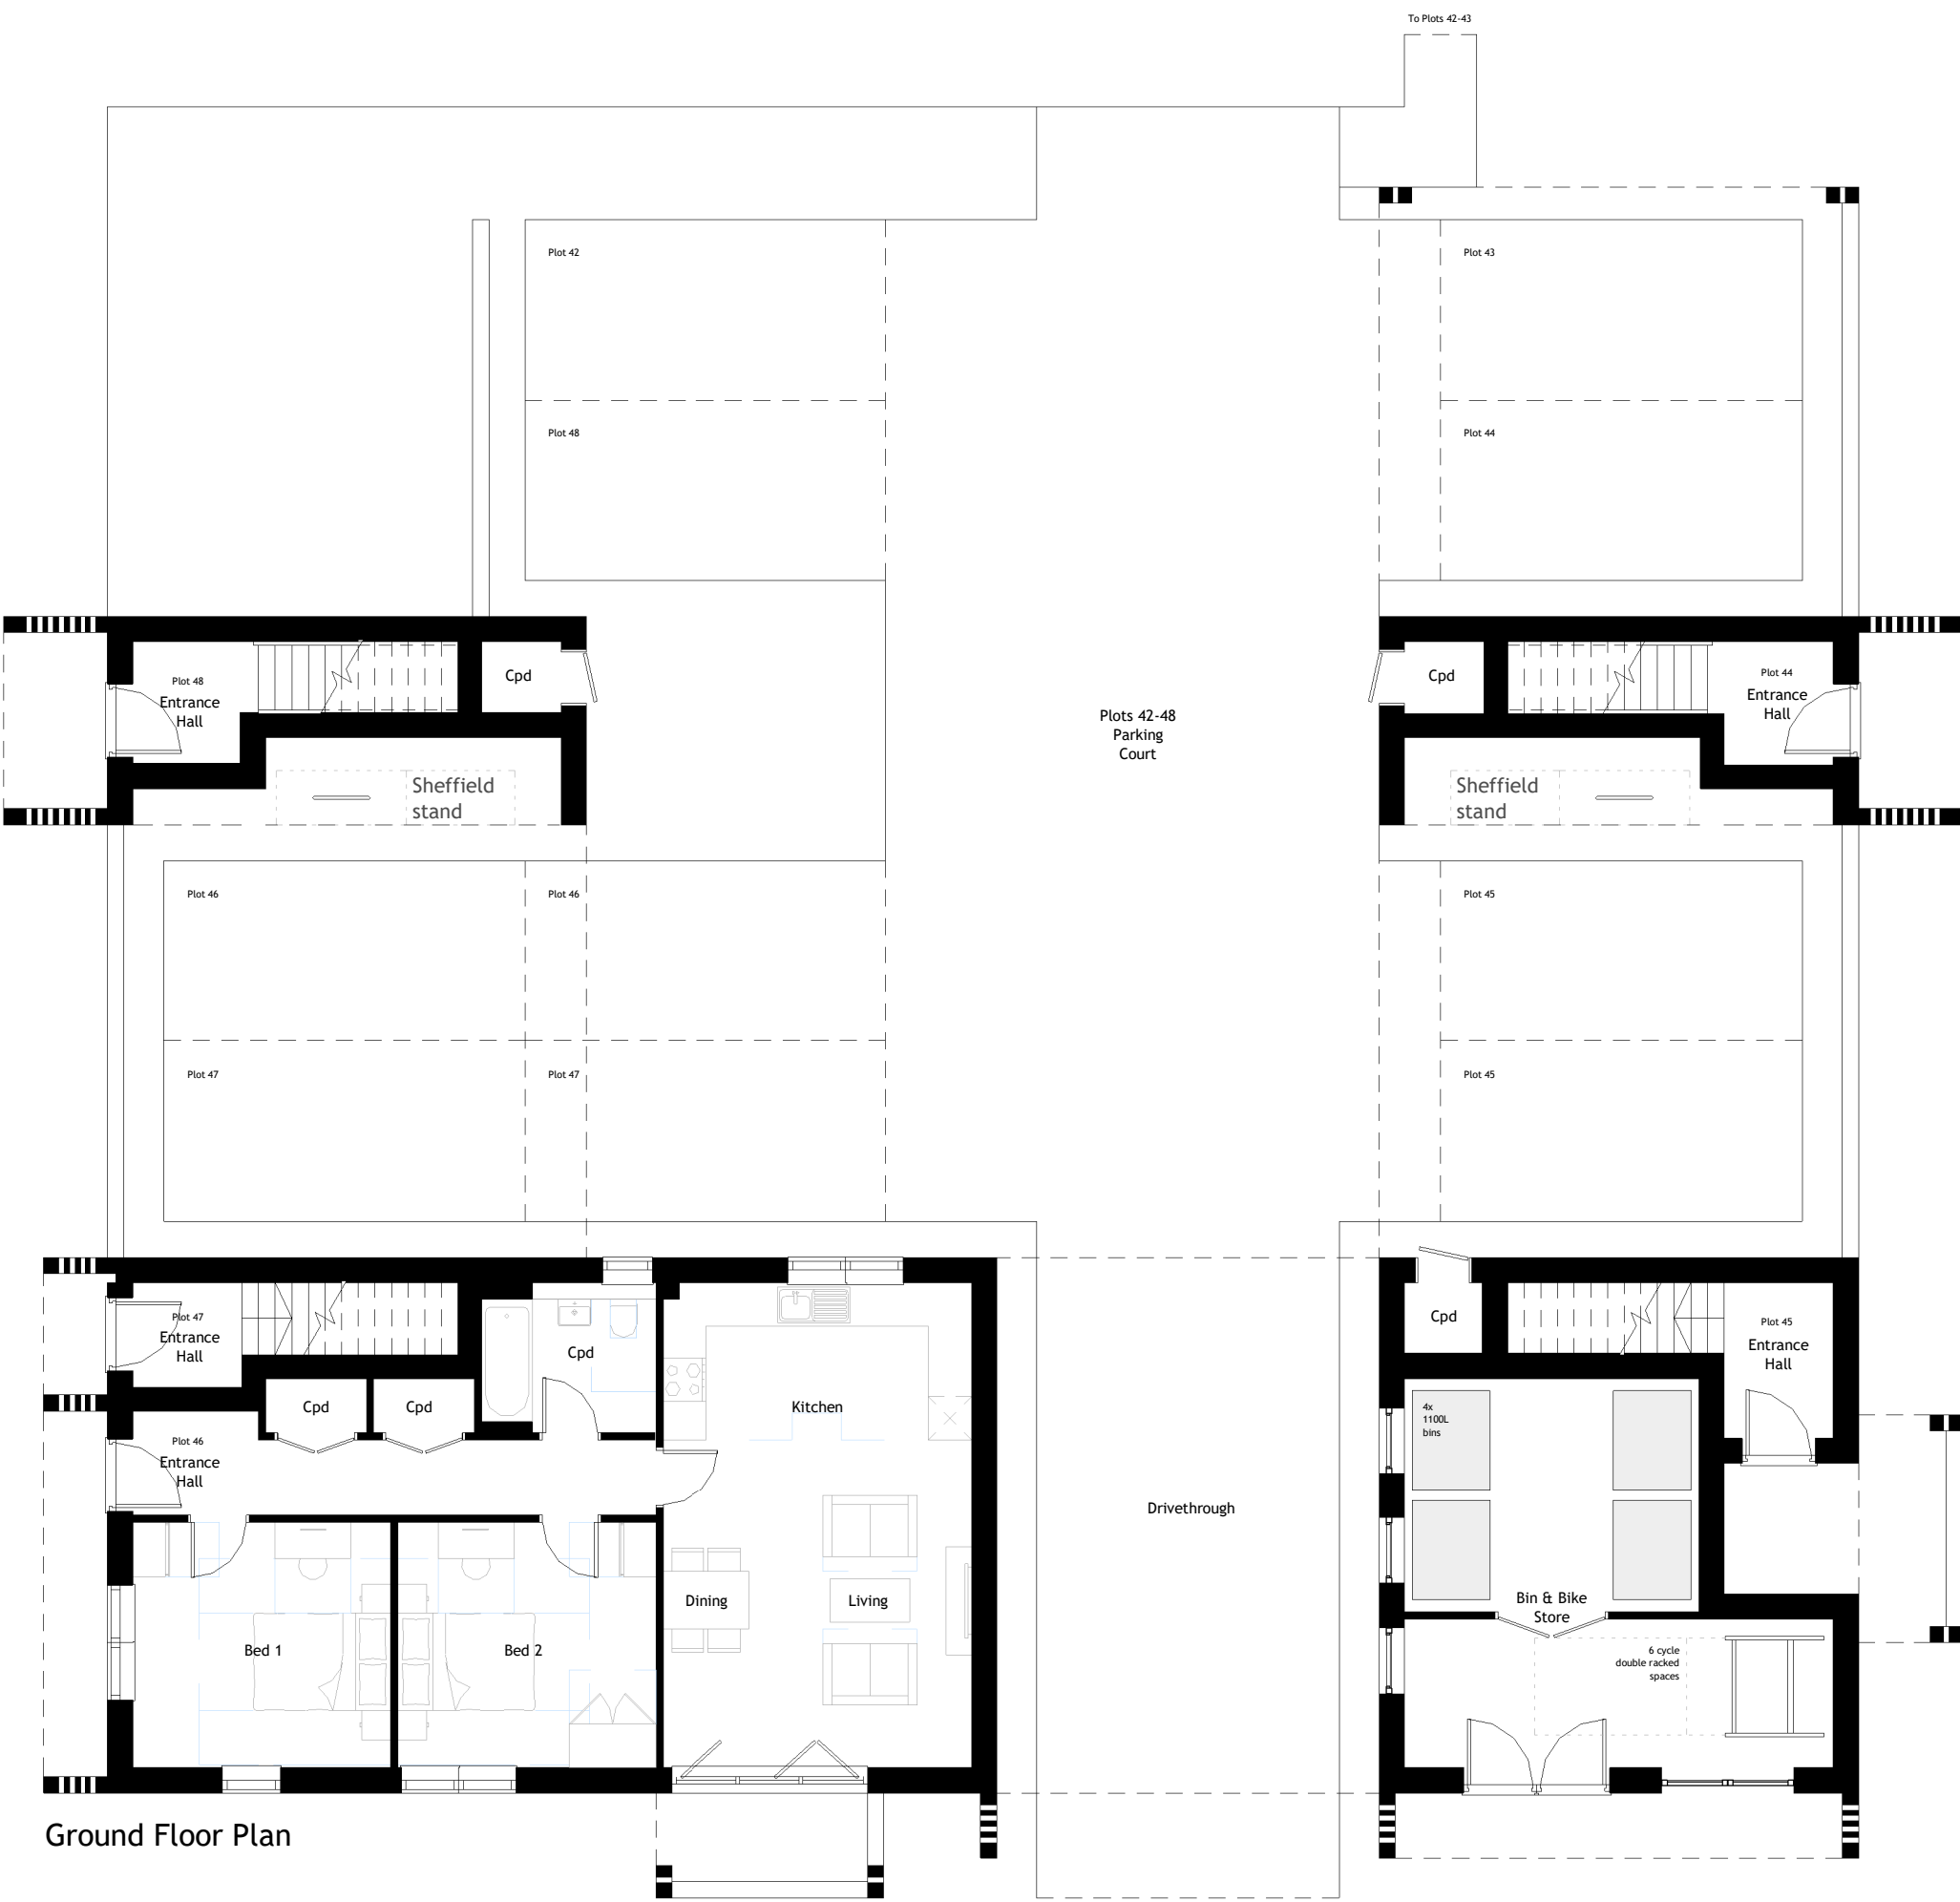 To Plots 42-43
Plot 42
Plot 43
Plot 48
Plot 44
Plot 48
Entrance
Hall
Cpd
Plots 42-48
Parking
Court
Cpd
Plot 44
Entrance
Hall
Sheffield
stand
Sheffield
stand
Plot 46
Plot 46
Plot 45
Plot 47
Plot 47
Plot 45
Plot 47
Entrance
Hall
Cpd
Cpd
Plot 45
Entrance
Hall
Cpd
Cpd
Kitchen
4x
1100L
bins
Plot 46
Entrance
Hall
Drivethrough
Dining
Living
Bin & Bike
Store
Bed 1
Bed 2
6 cycle
double racked
spaces
Ground Floor Plan